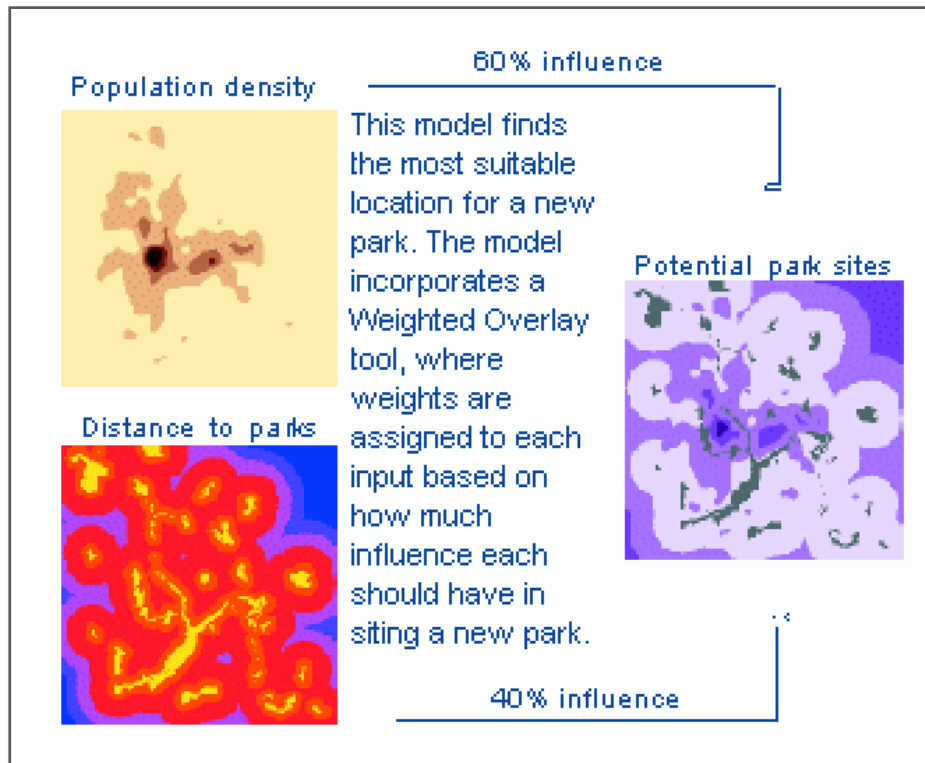 60% influence
Population density
This model finds
the most suitable
location for a new
park. The model
incorporates a
Weighted Overlay
tool, where
weights are
assigned to each
input based on
how much
influence each
should have in
siting a new park.
Potential park sites
Distance to parks
40% influence